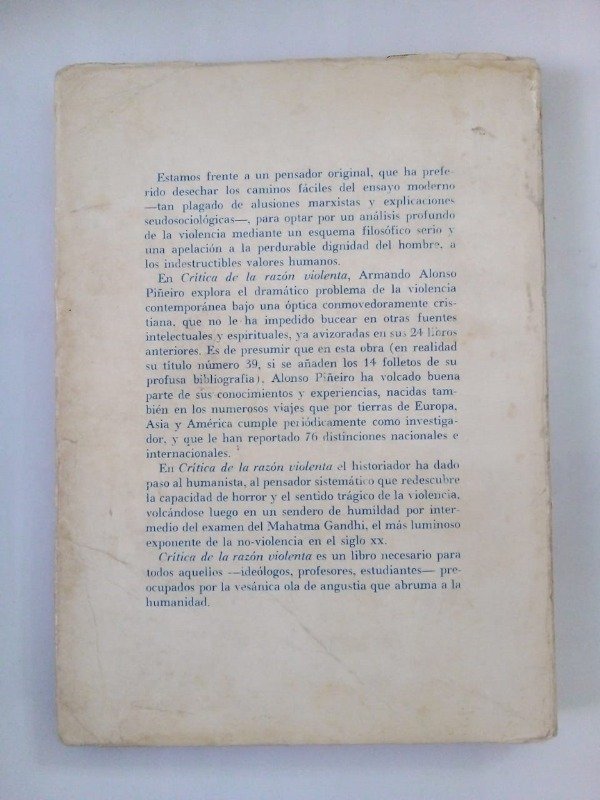 Estamos frente a un pensador original, que ha prefe-
rido desechar los caminos fáciles del ensayo moderno
—tan plagado de alusiones marxistas y explicaciones
seudosociológicas—, para optar por un análisis profundo
de la violencia mediante un esquema filosófico serio y
una apelación a la perdurable dignidad del hombre, a
los indestructibles valores humanos.
En Crítica de la razón violenta, Armando Alonso
Piñeiro explora el dramático problema de la violencia
contemporánea bajo una óptica conmovedoramente cris-
tiana, que no le ha impedido bucear en otras fuentes
intelectuales y espirituales, ya avizoradas en sus 24 libros
anteriores. Es de presumir que en esta obra (en realidad
su título número 39, si se añaden los 14 folletos de su
profusa bibliografía), Alonso Piñeiro ha volcado buena
parte de sus conocimientos y experiencias, nacidas tam-
bién en los numerosos viajes que por tierras de Europa,
Asia y América cumple periódicamente como investiga-
dor, y que le han reportado 76 distinciones nacionales e
internacionales.
En Crítica de la razón violenta el historiador ha dado
paso al humanista, al pensador sistemático que redescubre
la capacidad de horror y el sentido trágico de la violencia,
volcándose luego en un sendero de humildad por inter-
medio del examen del Mahatma Gandhi, el más luminoso
exponente de la no-violencia en el siglo XX.
Crítica de la razón violenta es un libro necesario para
todos aquellos —ideólogos, profesores, estudiantes— pre-
ocupados por la vesánica ola de angustia que abruma a la
humanidad.